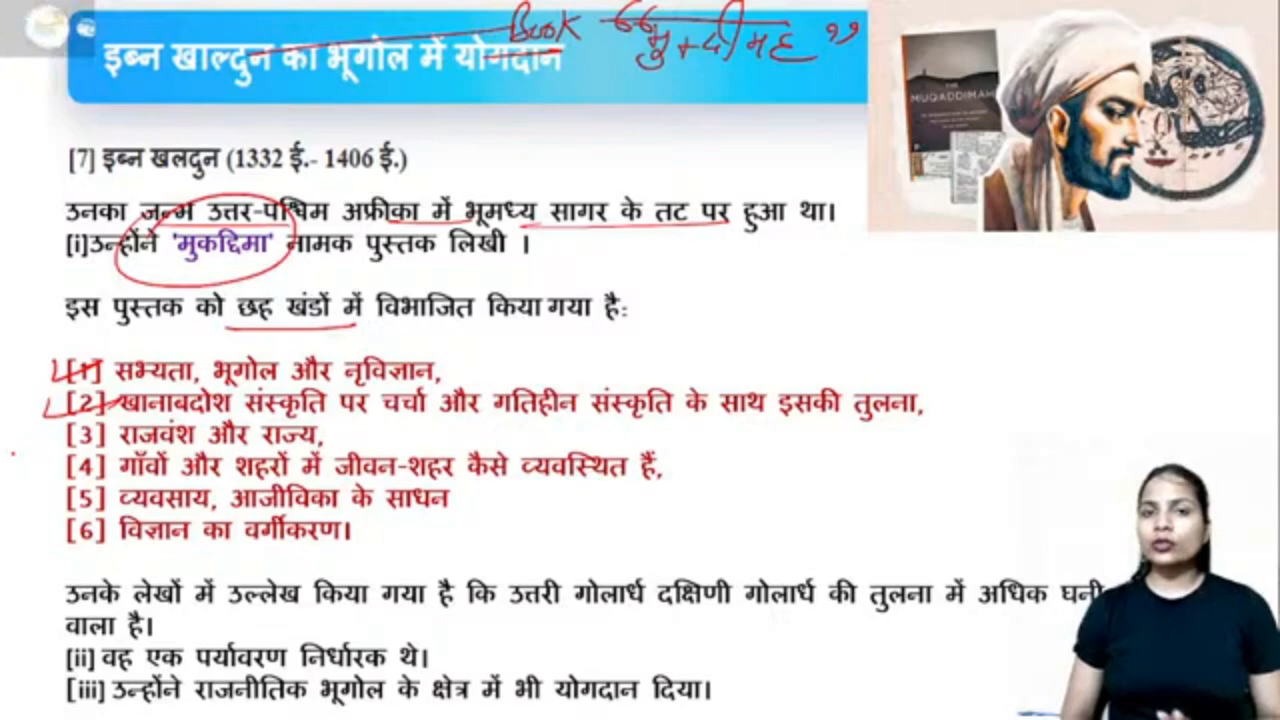 Book "मुकदीमह"
इब्न खाल्दुन का भूगोल में योगदान
THE
MUQADDIMAH
[7] इब्न खलदुन (1332 ई.- 1406 ई.)
उनका जन्म उत्तर-पश्चिम अफ्रीका में भूमध्य सागर के तट पर हुआ था।
[i]उन्होंने 'मुकद्दिमा' नामक पुस्तक लिखी ।
इस पुस्तक को छह खंडों में विभाजित किया गया है:
[1] सभ्यता, भूगोल और नृविज्ञान,
[2] खानाबदोश संस्कृति पर चर्चा और गतिहीन संस्कृति के साथ इसकी तुलना,
[3] राजवंश और राज्य,
[4] गाँवों और शहरों में जीवन-शहर कैसे व्यवस्थित हैं,
[5] व्यवसाय, आजीविका के साधन
[6] विज्ञान का वर्गीकरण।
उनके लेखों में उल्लेख किया गया है कि उत्तरी गोलार्ध दक्षिणी गोलार्ध की तुलना में अधिक घनी
वाला है।
[ii] वह एक पर्यावरण निर्धारक थे।
[iii] उन्होंने राजनीतिक भूगोल के क्षेत्र में भी योगदान दिया।